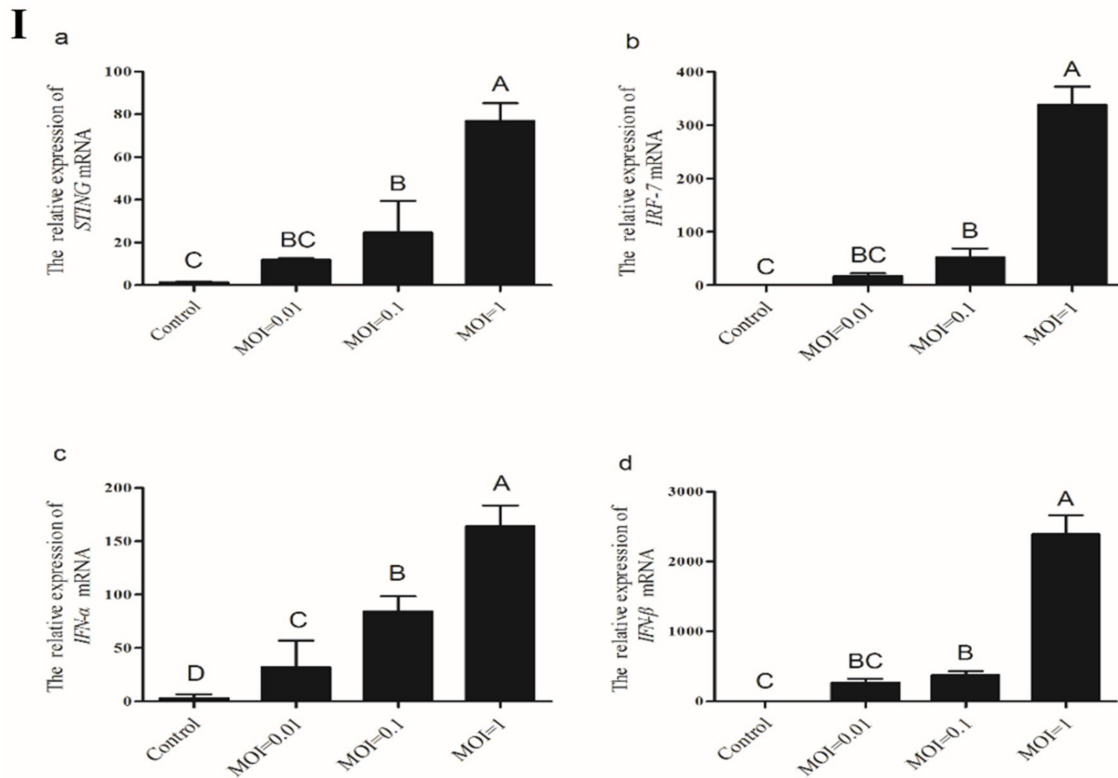 I
a
The relative expression of
STING mRNA
100
80
60
40
20
0
C
BC
B
A
Control
MOI=0.01
MOI=0.1
MOI=1
b
The relative expression of
IRF-7 mRNA
400
300
200
100
0
C
BC
B
A
Control
MOI=0.01
MOI=0.1
MOI=1
c
The relative expression of
IFN-α mRNA
200
150
100
50
0
D
C
B
A
Control
MOI=0.01
MOI=0.1
MOI=1
d
The relative expression of
IFN-β mRNA
3000
2000
1000
0
C
BC
B
A
Control
MOI=0.01
MOI=0.1
MOI=1